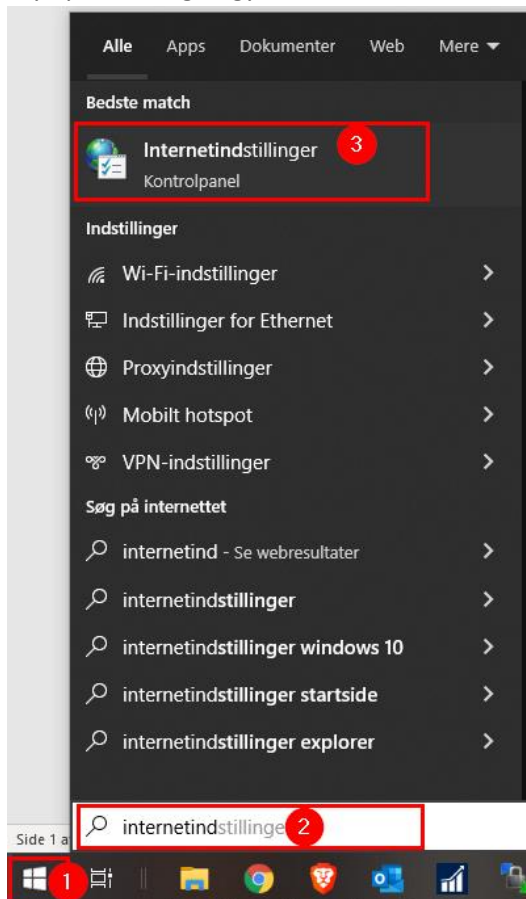 Alle Apps Dokumenter Web Mere
Bedste match
Internetindstillinger 3
Kontrolpanel
Indstillinger
Wi-Fi-indstillinger
Indstillinger for Ethernet
Proxyindstillinger
Mobilt hotspot
VPN-indstillinger
Søg på internettet
internetind - Se webresultater
internetindstillinger
internetindstillinger windows 10
internetindstillinger startside
internetindstillinger explorer
internetindstillinge 2
Side 1 a
1